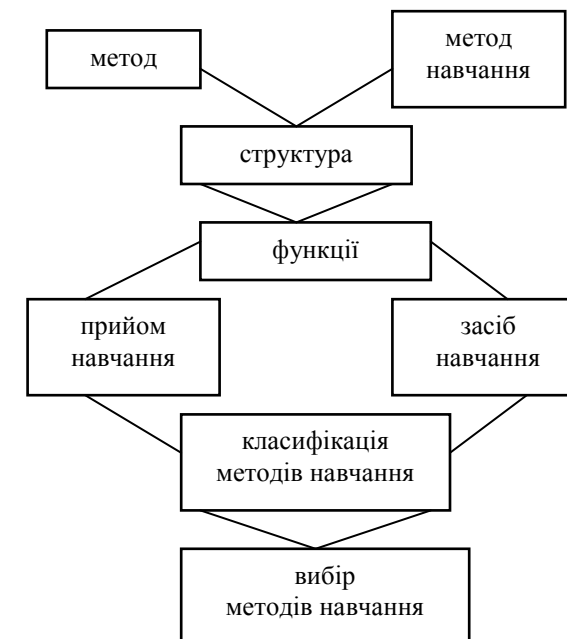 метод
метод
навчання
структура
функції
прийом
навчання
засіб
навчання
класифікація
методів навчання
вибір
методів навчання